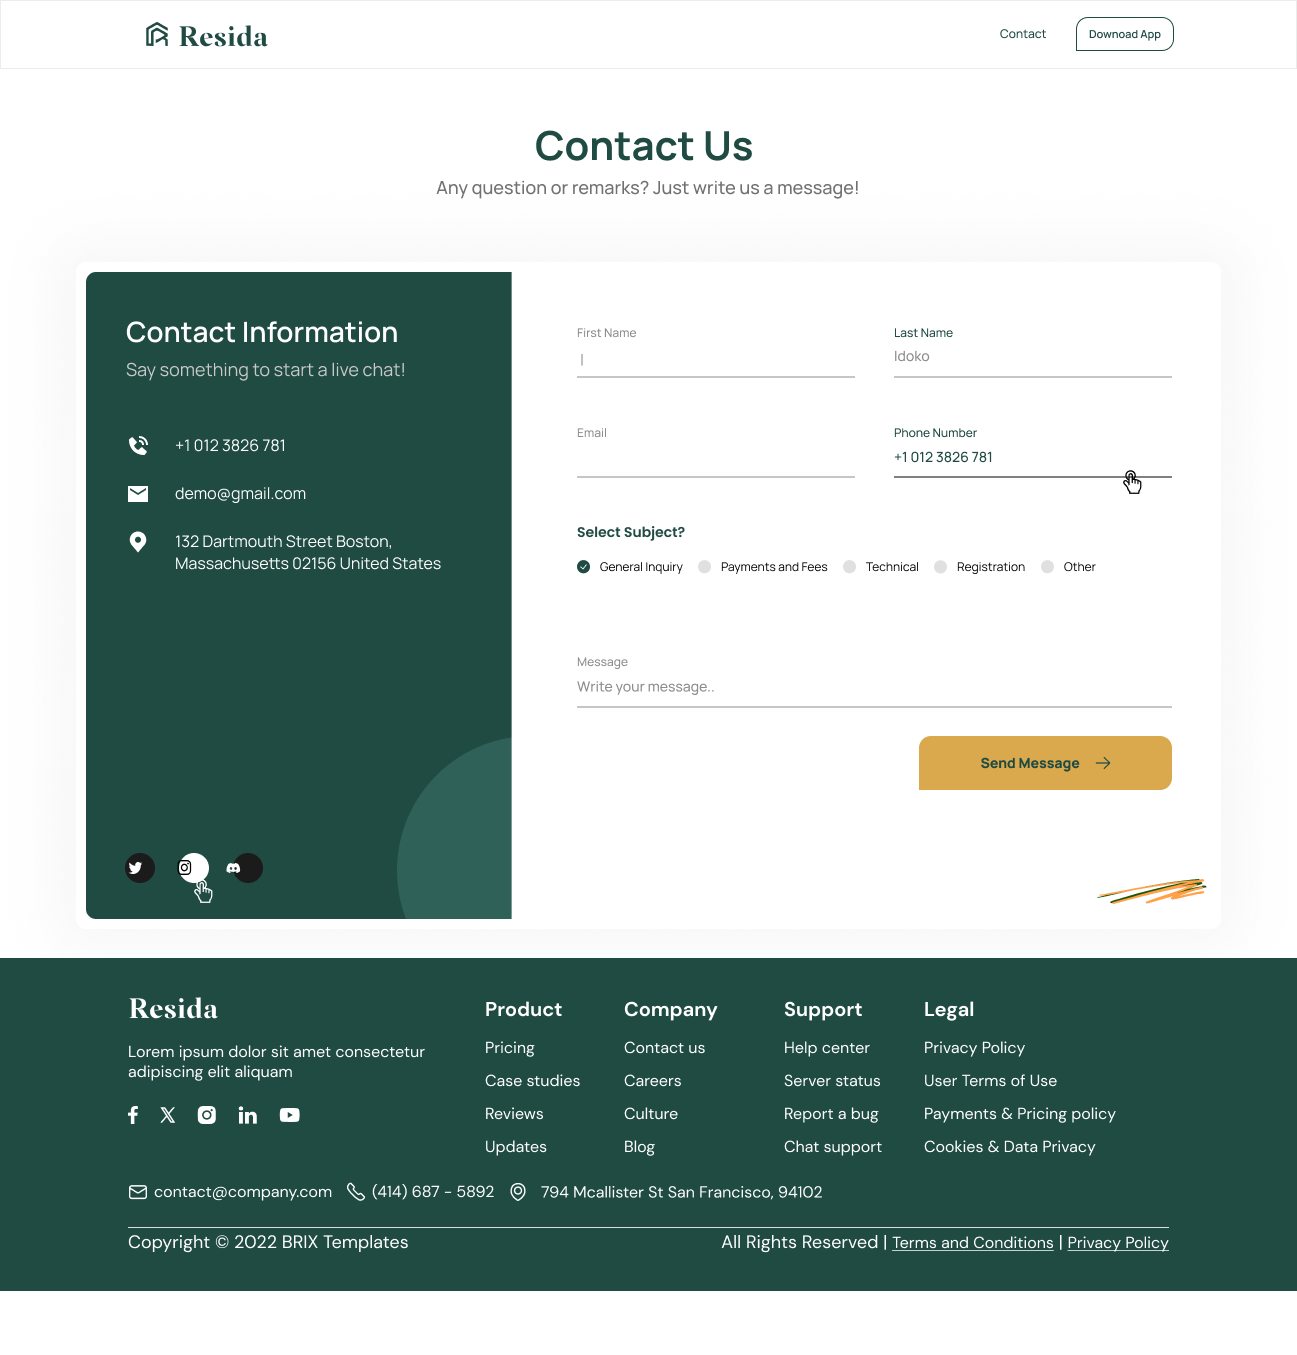 Resida
Contact
Downoad App
Contact Us
Any question or remarks? Just write us a message!
Contact Information
Say something to start a live chat!
+1 012 3826 781
demo@gmail.com
132 Dartmouth Street Boston,
Massachusetts 02156 United States
First Name
Last Name
Idoko
Email
Phone Number
+1 012 3826 781
Select Subject?
General Inquiry
Payments and Fees
Technical
Registration
Other
Message
Write your message..
Send Message
Resida
Lorem ipsum dolor sit amet consectetur
adipiscing elit aliquam
Product
Pricing
Case studies
Reviews
Updates
Company
Contact us
Careers
Culture
Blog
Support
Help center
Server status
Report a bug
Chat support
Legal
Privacy Policy
User Terms of Use
Payments & Pricing policy
Cookies & Data Privacy
contact@company.com
(414) 687 - 5892
794 Mcallister St San Francisco, 94102
Copyright © 2022 BRIX Templates
All Rights Reserved | Terms and Conditions | Privacy Policy